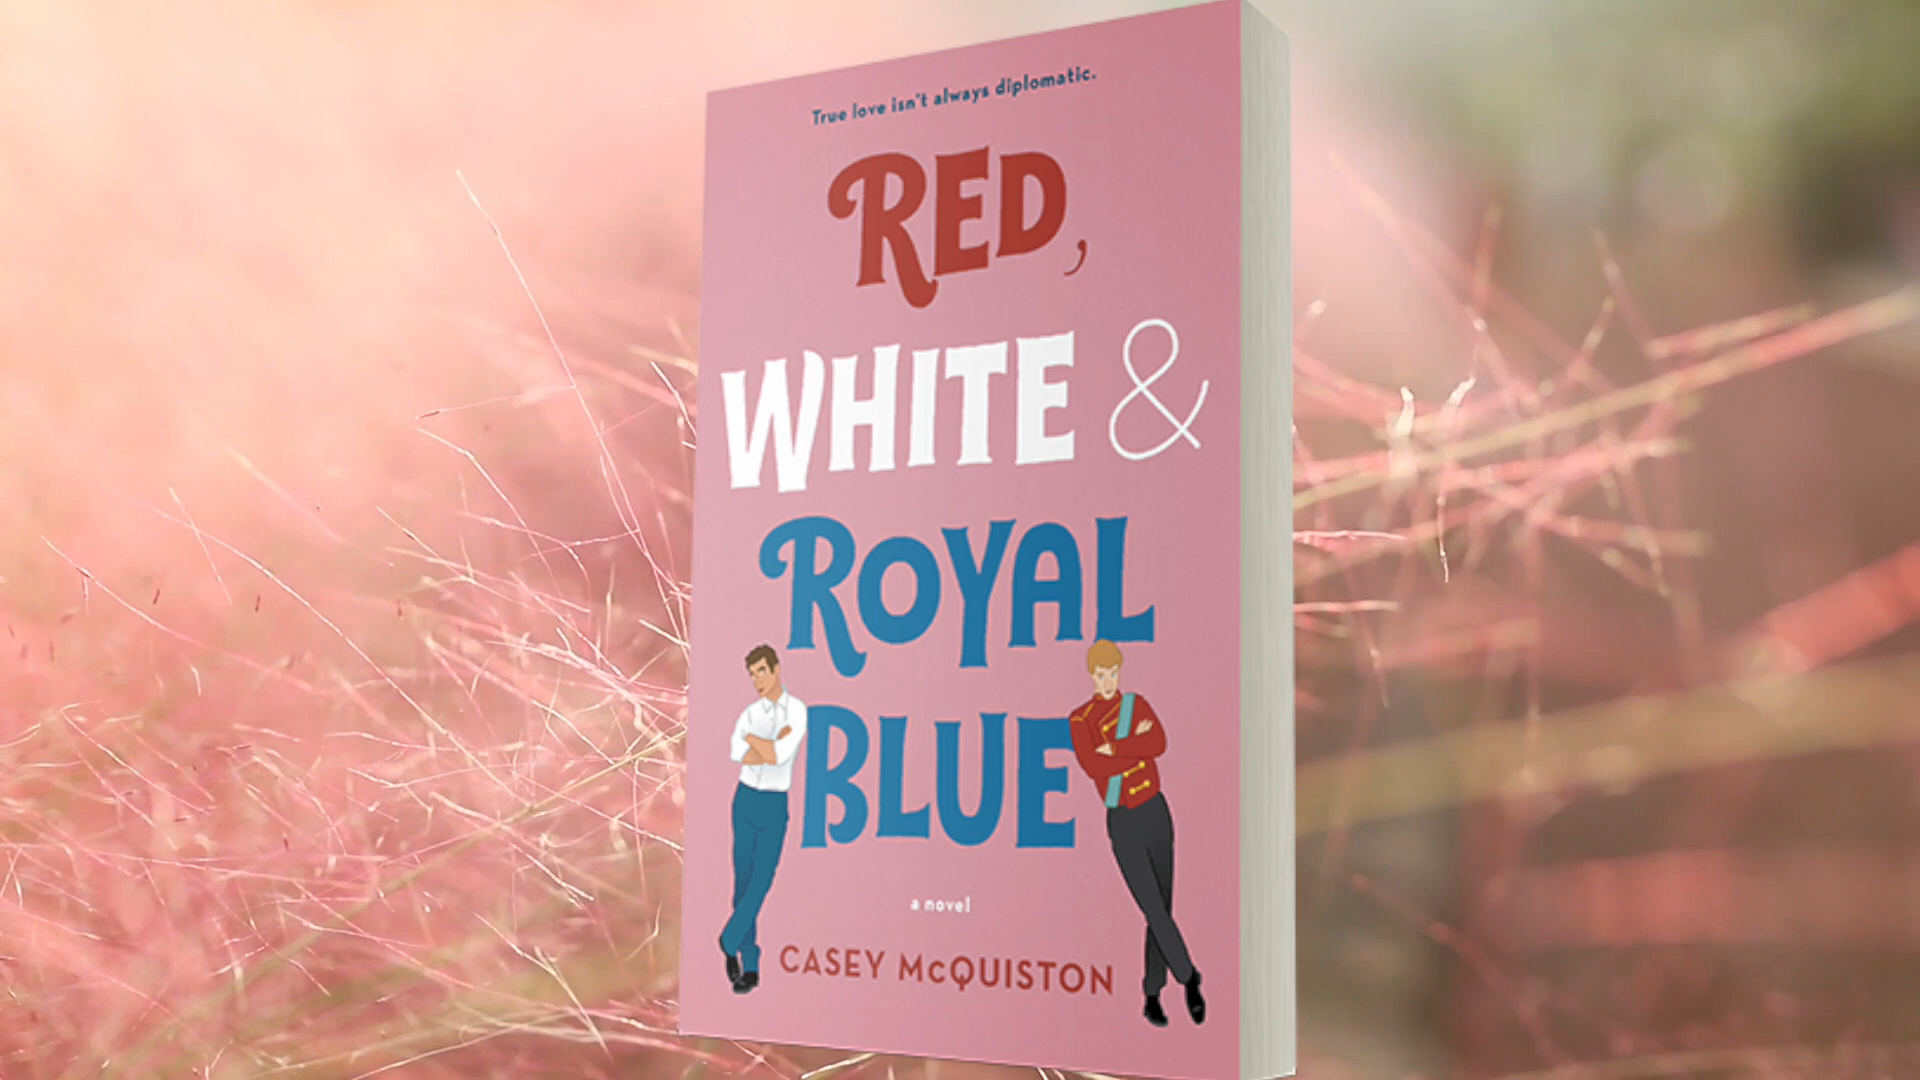 True love isn't always diplomatic.
RED,
WHITE &
ROYAL
BLUE
a novel
CASEY McQUISTON